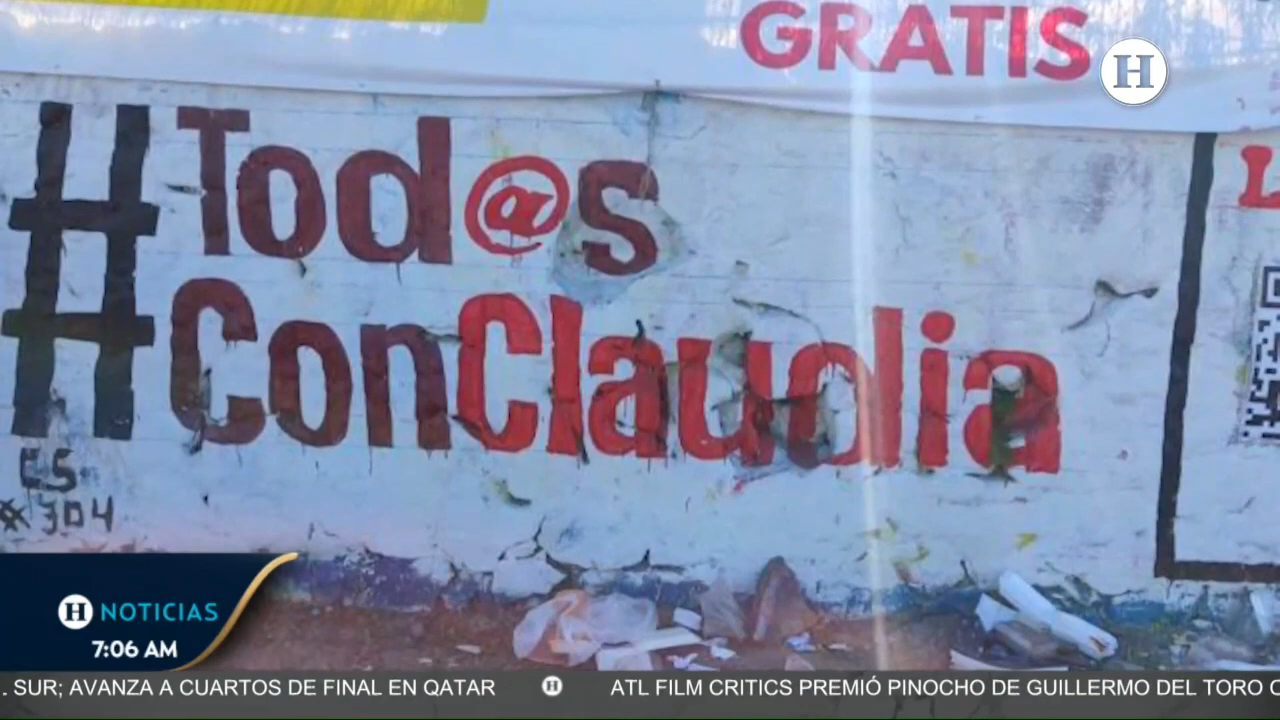 GRATIS
H
#Tod@s
#ConClaudia
CS
304
H NOTICIAS
7:06 AM
. SUR; AVANZA A CUARTOS DE FINAL EN QATAR H ATL FILM CRITICS PREMIÓ PINOCHO DE GUILLERMO DEL TORO